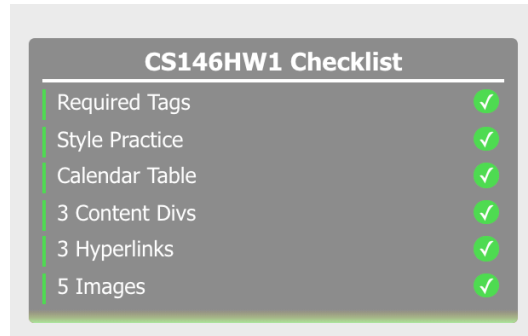 CS146HW1 Checklist
Required Tags
Style Practice
Calendar Table
3 Content Divs
3 Hyperlinks
5 Images